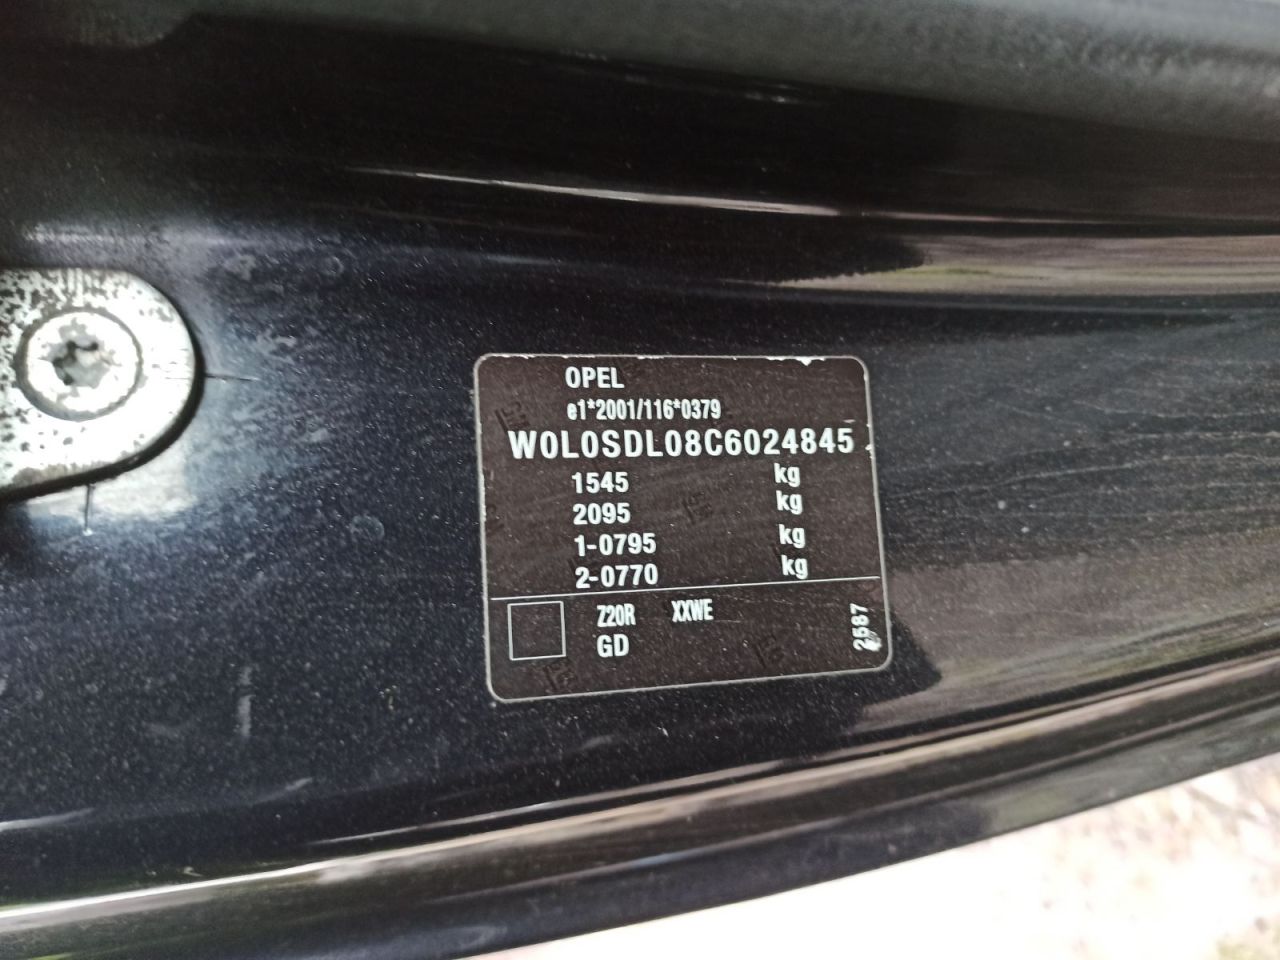 OPEL
e1*2001/116*0379
W0L0SDL08C6024845
1545 kg
2095 kg
1-0795 kg
2-0770 kg
Z20R XXWE
GD
2587